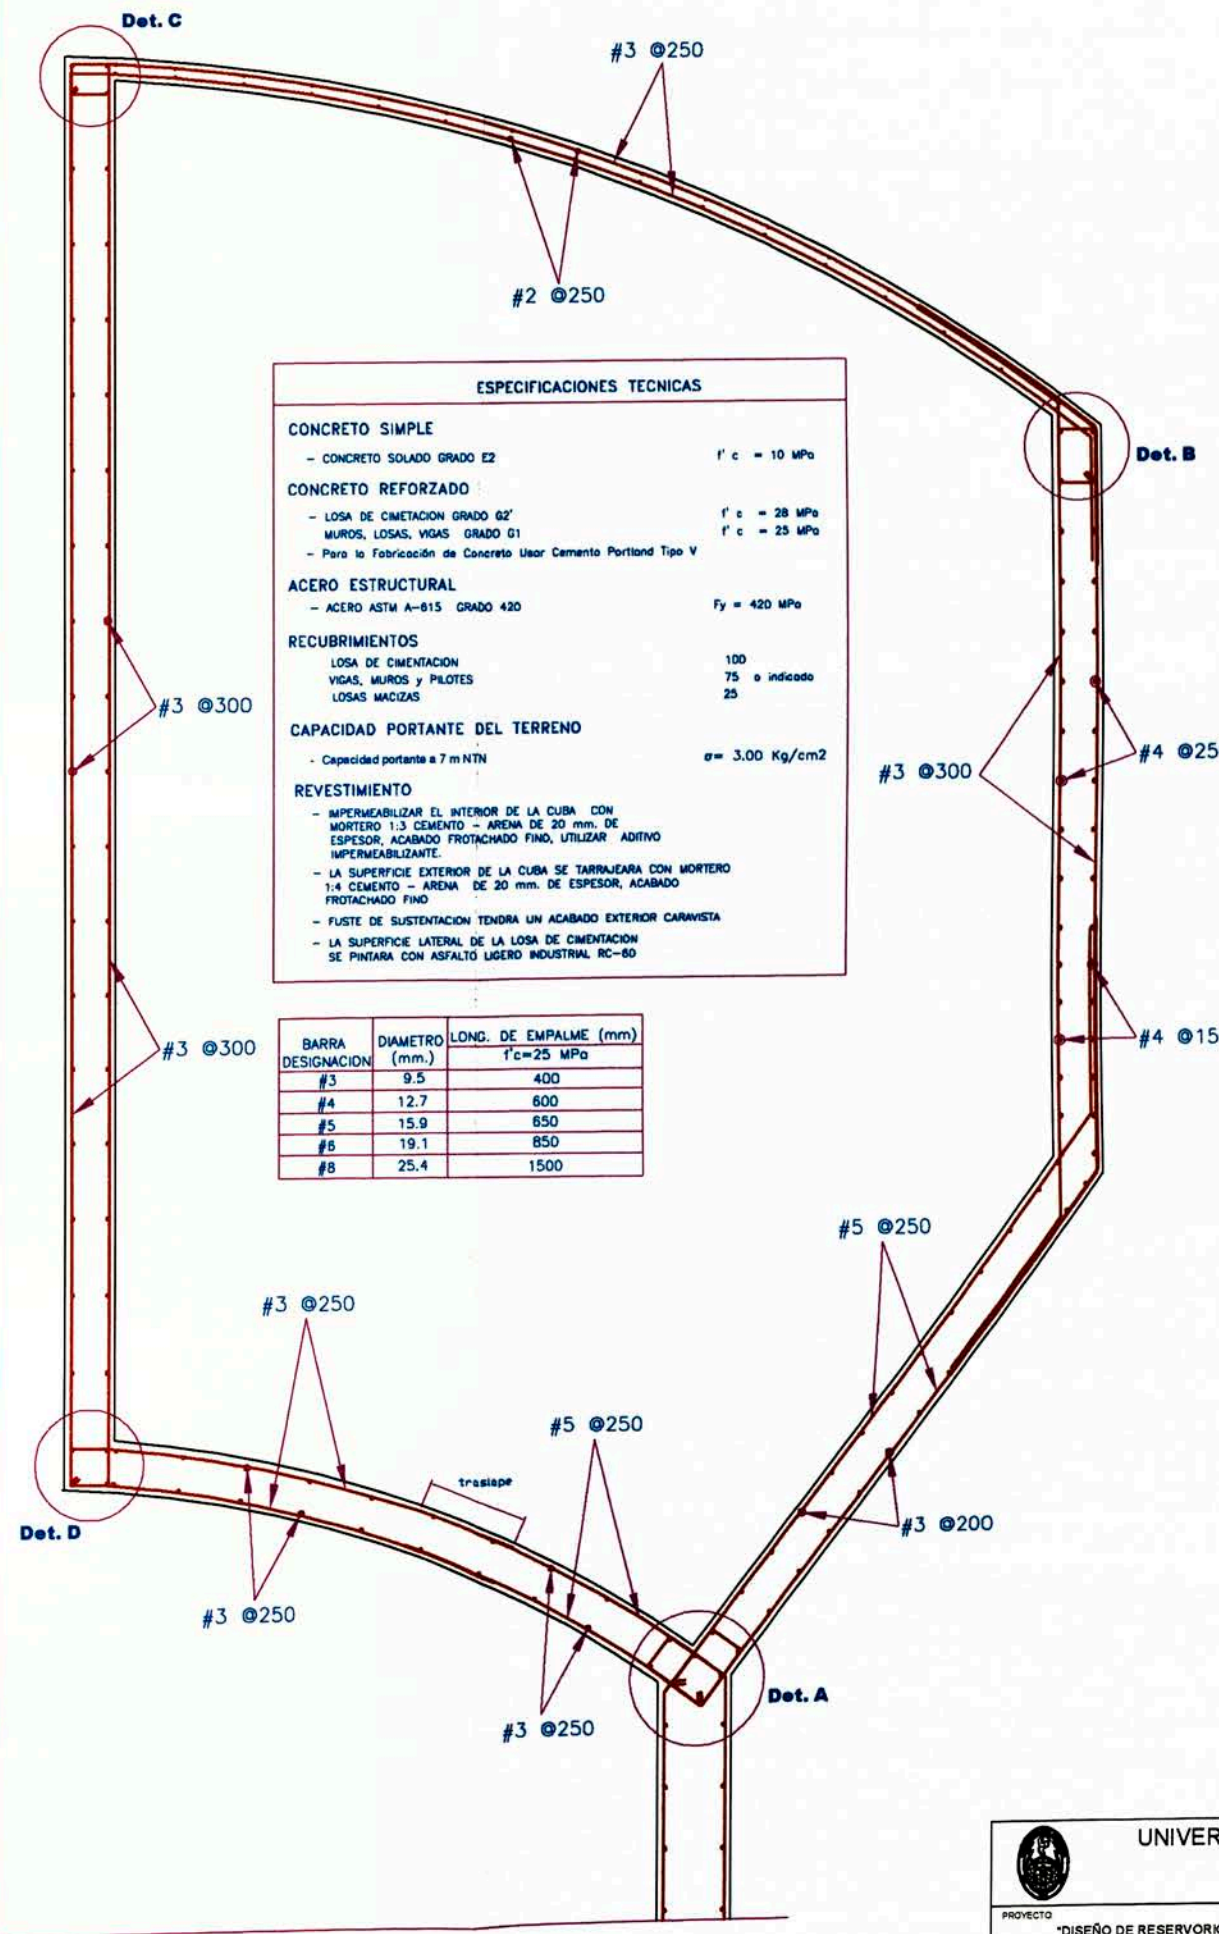 Det. C
#3 @250
#2 @250
ESPECIFICACIONES TECNICAS
CONCRETO SIMPLE
- CONCRETO SOLADO GRADO E2 f' c = 10 MPa
CONCRETO REFORZADO
- LOSA DE CIMETACION GRADO G2' f' c = 28 MPa
MUROS, LOSAS, VIGAS GRADO G1 f' c = 25 MPa
- Para la Fabricación de Concreto Usar Cemento Portland Tipo V
ACERO ESTRUCTURAL
- ACERO ASTM A-615 GRADO 420 Fy = 420 MPa
RECUBRIMIENTOS
LOSA DE CIMENTACION 100
VIGAS, MUROS y PILOTES 75 o indicado
LOSAS MACIZAS 25
CAPACIDAD PORTANTE DEL TERRENO
- Capacidad portante a 7 m NTN σ= 3.00 Kg/cm2
REVESTIMIENTO
- IMPERMEABILIZAR EL INTERIOR DE LA CUBA CON
MORTERO 1:3 CEMENTO - ARENA DE 20 mm. DE
ESPESOR, ACABADO FROTACHADO FINO, UTILIZAR ADITIVO
IMPERMEABILIZANTE.
- LA SUPERFICIE EXTERIOR DE LA CUBA SE TARRAJEARA CON MORTERO
1:4 CEMENTO - ARENA DE 20 mm. DE ESPESOR, ACABADO
FROTACHADO FINO
- FUSTE DE SUSTENTACION TENDRA UN ACABADO EXTERIOR CARAVISTA
- LA SUPERFICIE LATERAL DE LA LOSA DE CIMENTACION
SE PINTARA CON ASFALTO LIGERO INDUSTRIAL RC-60
Det. B
#3 @300
#3 @300
#4 @25
#4 @15
#3 @300
BARRA DESIGNACION DIAMETRO (mm.) LONG. DE EMPALME (mm)
f'c=25 MPa
#3 9.5 400
#4 12.7 600
#5 15.9 650
#6 19.1 850
#8 25.4 1500
#5 @250
#3 @250
#5 @250
traslape
#3 @200
Det. D
#3 @250
#3 @250
Det. A
UNIVER
PROYECTO
"DISEÑO DE RESERVORIO